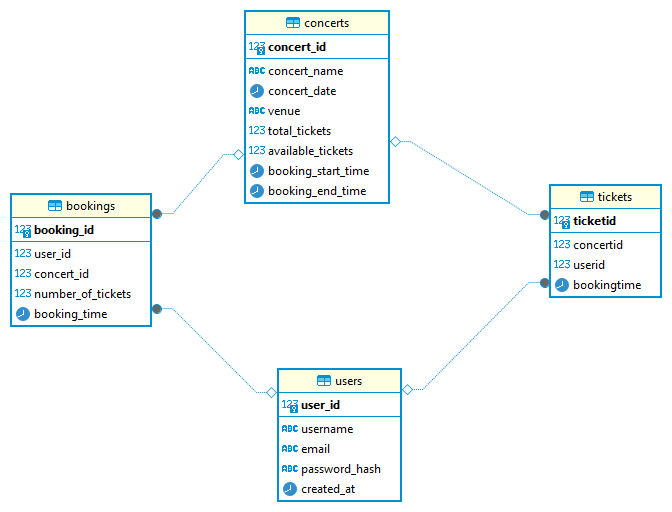 concerts
123 concert_id
ABC concert_name
concert_date
ABC venue
123 total_tickets
123 available_tickets
booking_start_time
booking_end_time
bookings
123 booking_id
123 user_id
123 concert_id
123 number_of_tickets
booking_time
tickets
123 ticketid
123 concertid
123 userid
bookingtime
users
123 user_id
ABC username
ABC email
ABC password_hash
created_at